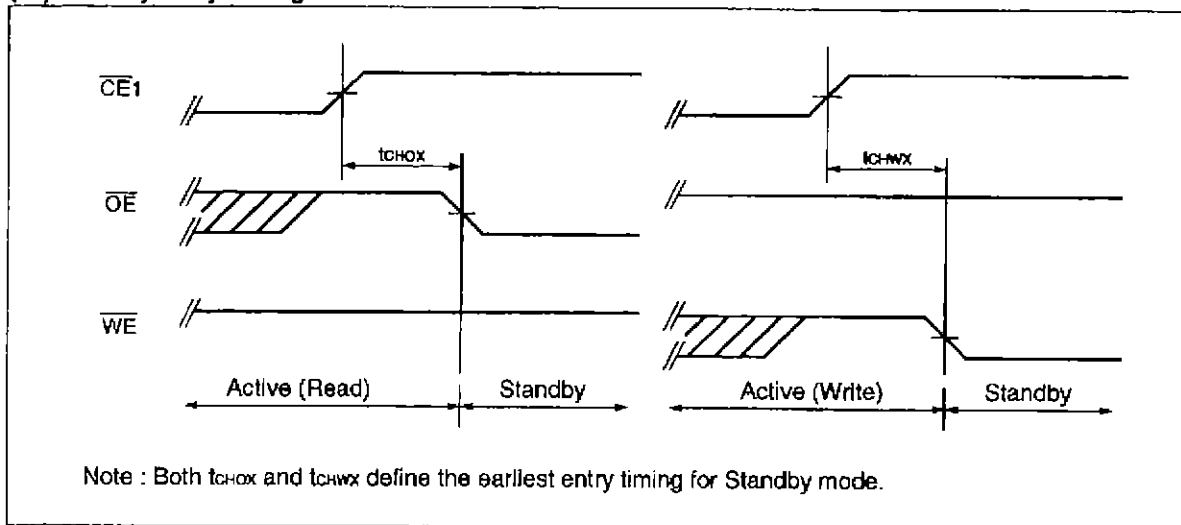 CE1
tCHOX
tCHWX
OE
WE
Active (Read) Standby Active (Write) Standby
Note : Both tCHOX and tCHWX define the earliest entry timing for Standby mode.